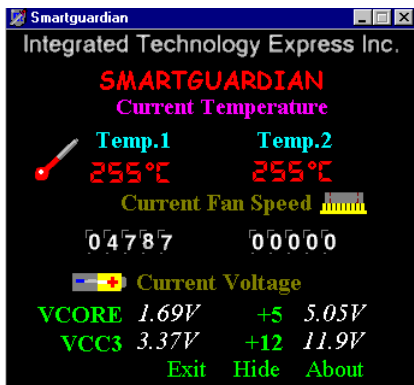 Smartguardian
Integrated Technology Express Inc.
SMARTGUARDIAN
Current Temperature
Temp.1 Temp.2
255°C 255°C
Current Fan Speed
04787 00000
Current Voltage
VCORE 1.69V +5 5.05V
VCC3 3.37V +12 11.9V
Exit Hide About